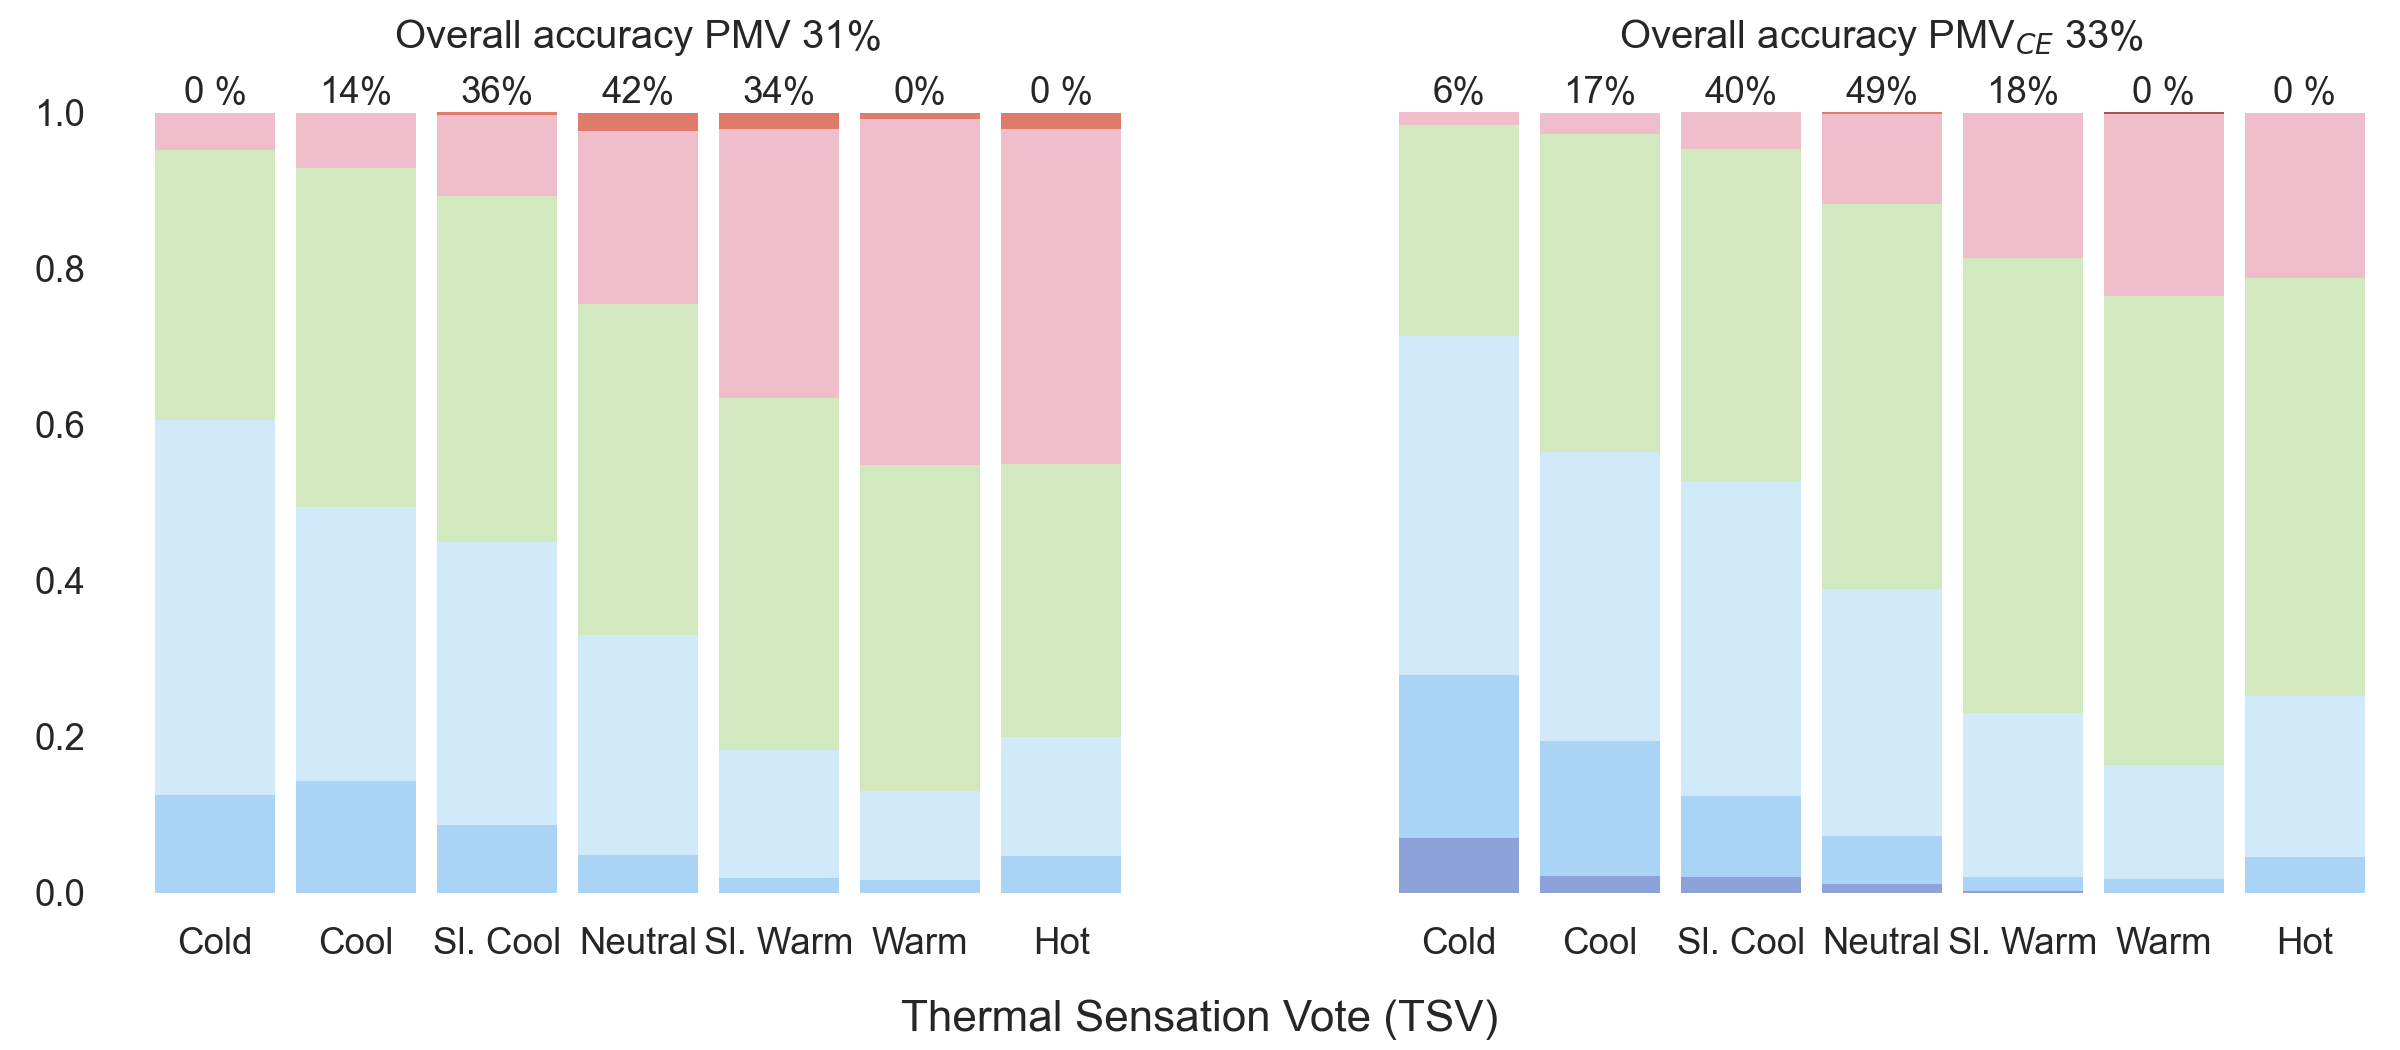 Overall accuracy PMV 31%
0 % 14% 36% 42% 34% 0% 0 %
Overall accuracy PMV_CE 33%
6% 17% 40% 49% 18% 0 % 0 %
1.0
0.8
0.6
0.4
0.2
0.0
Cold Cool Sl. Cool Neutral Sl. Warm Warm Hot
Cold Cool Sl. Cool Neutral Sl. Warm Warm Hot
Thermal Sensation Vote (TSV)